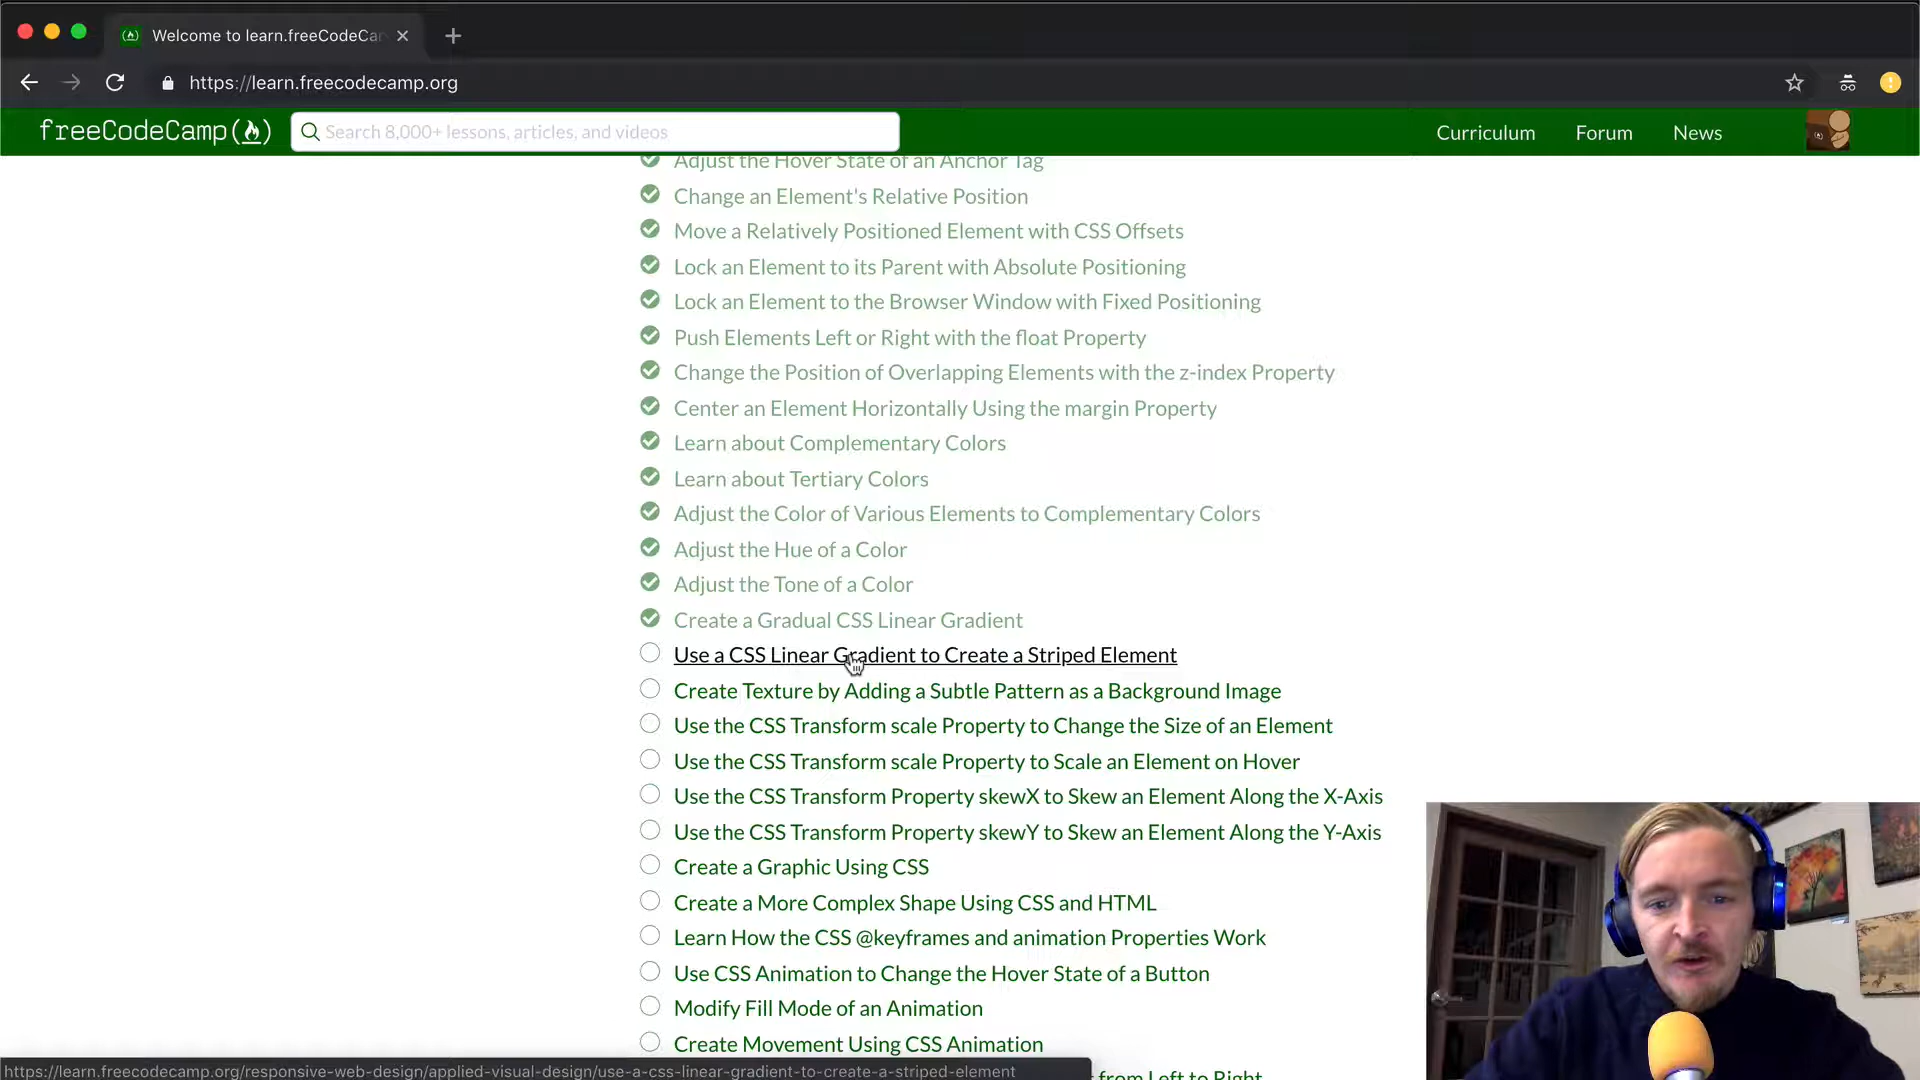 Welcome to learn.freeCodeCa
https://learn.freecodecamp.org
freeCodeCamp
Search 8,000+ lessons, articles, and videos
Curriculum
Forum
News
Adjust the Hover State of an Anchor Tag
Change an Element's Relative Position
Move a Relatively Positioned Element with CSS Offsets
Lock an Element to its Parent with Absolute Positioning
Lock an Element to the Browser Window with Fixed Positioning
Push Elements Left or Right with the float Property
Change the Position of Overlapping Elements with the z-index Property
Center an Element Horizontally Using the margin Property
Learn about Complementary Colors
Learn about Tertiary Colors
Adjust the Color of Various Elements to Complementary Colors
Adjust the Hue of a Color
Adjust the Tone of a Color
Create a Gradual CSS Linear Gradient
Use a CSS Linear Gradient to Create a Striped Element
Create Texture by Adding a Subtle Pattern as a Background Image
Use the CSS Transform scale Property to Change the Size of an Element
Use the CSS Transform scale Property to Scale an Element on Hover
Use the CSS Transform Property skewX to Skew an Element Along the X-Axis
Use the CSS Transform Property skewY to Skew an Element Along the Y-Axis
Create a Graphic Using CSS
Create a More Complex Shape Using CSS and HTML
Learn How the CSS @keyframes and animation Properties Work
Use CSS Animation to Change the Hover State of a Button
Modify Fill Mode of an Animation
Create Movement Using CSS Animation
from Left to Right
https://learn.freecodecamp.org/responsive-web-design/applied-visual-design/use-a-css-linear-gradient-to-create-a-striped-element